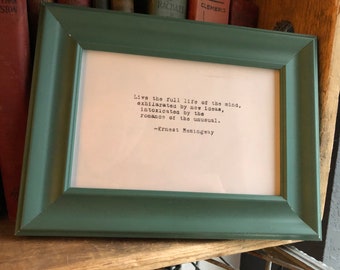 CLEMENS
Live the full life of the mind,
exhilarated by new ideas,
intoxicated by the
romance of the unusual.
-Ernest Hemingway